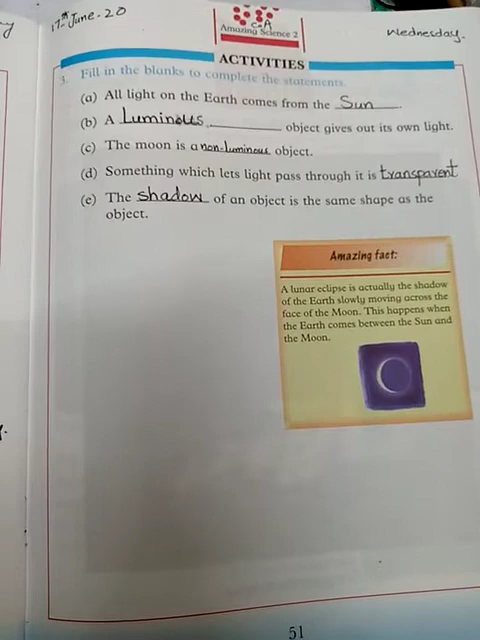 y
17th June-20
C-A
Wednesday.
Amazing Science 2
ACTIVITIES
3. Fill in the blanks to complete the statements.
(a) All light on the Earth comes from the Sun.
(b) A Luminous object gives out its own light.
(c) The moon is a non-luminous object.
(d) Something which lets light pass through it is transparent
(e) The shadow of an object is the same shape as the
object.
Amazing fact:
A lunar eclipse is actually the shadow
of the Earth slowly moving across the
face of the Moon. This happens when
the Earth comes between the Sun and
the Moon.
51